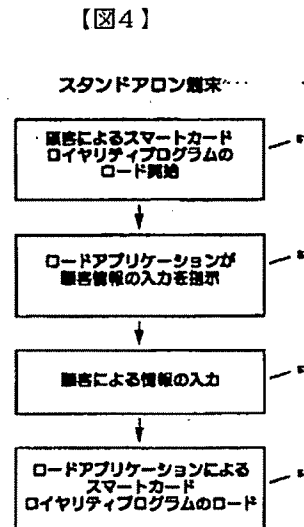 【図4】
スタンドアロン端末
顧客によるスマートカード
ロイヤリティプログラムの
ロード開始
ロードアプリケーションが
顧客情報の入力を指示
顧客による情報の入力
ロードアプリケーションによる
スマートカード
ロイヤリティプログラムのロード